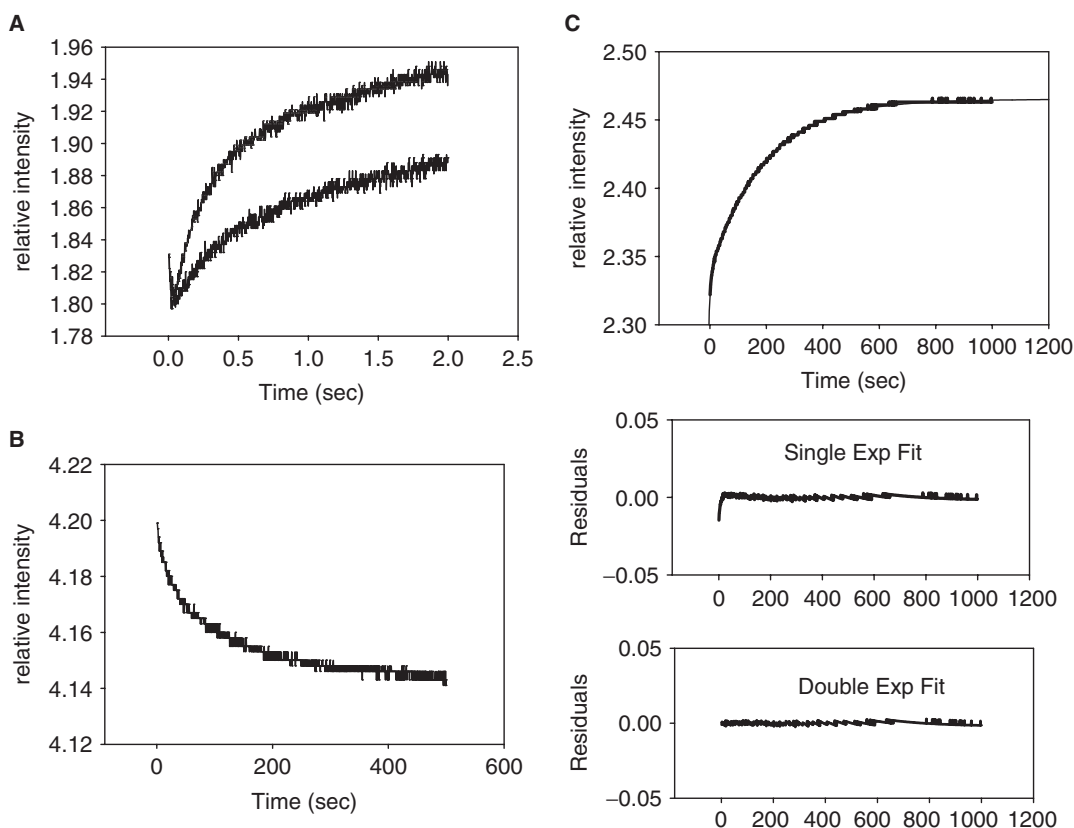 A
1.96
1.94
1.92
1.90
1.88
1.86
1.84
1.82
1.80
1.78
relative intensity
0.0 0.5 1.0 1.5 2.0 2.5
Time (sec)
B
4.22
4.20
4.18
4.16
4.14
4.12
relative intensity
0 200 400 600
Time (sec)
C
2.50
2.45
2.40
2.35
2.30
relative intensity
0 200 400 600 800 1000 1200
Time (sec)
0.05
0.00
−0.05
Residuals
Single Exp Fit
0 200 400 600 800 1000 1200
0.05
0.00
−0.05
Residuals
Double Exp Fit
0 200 400 600 800 1000 1200